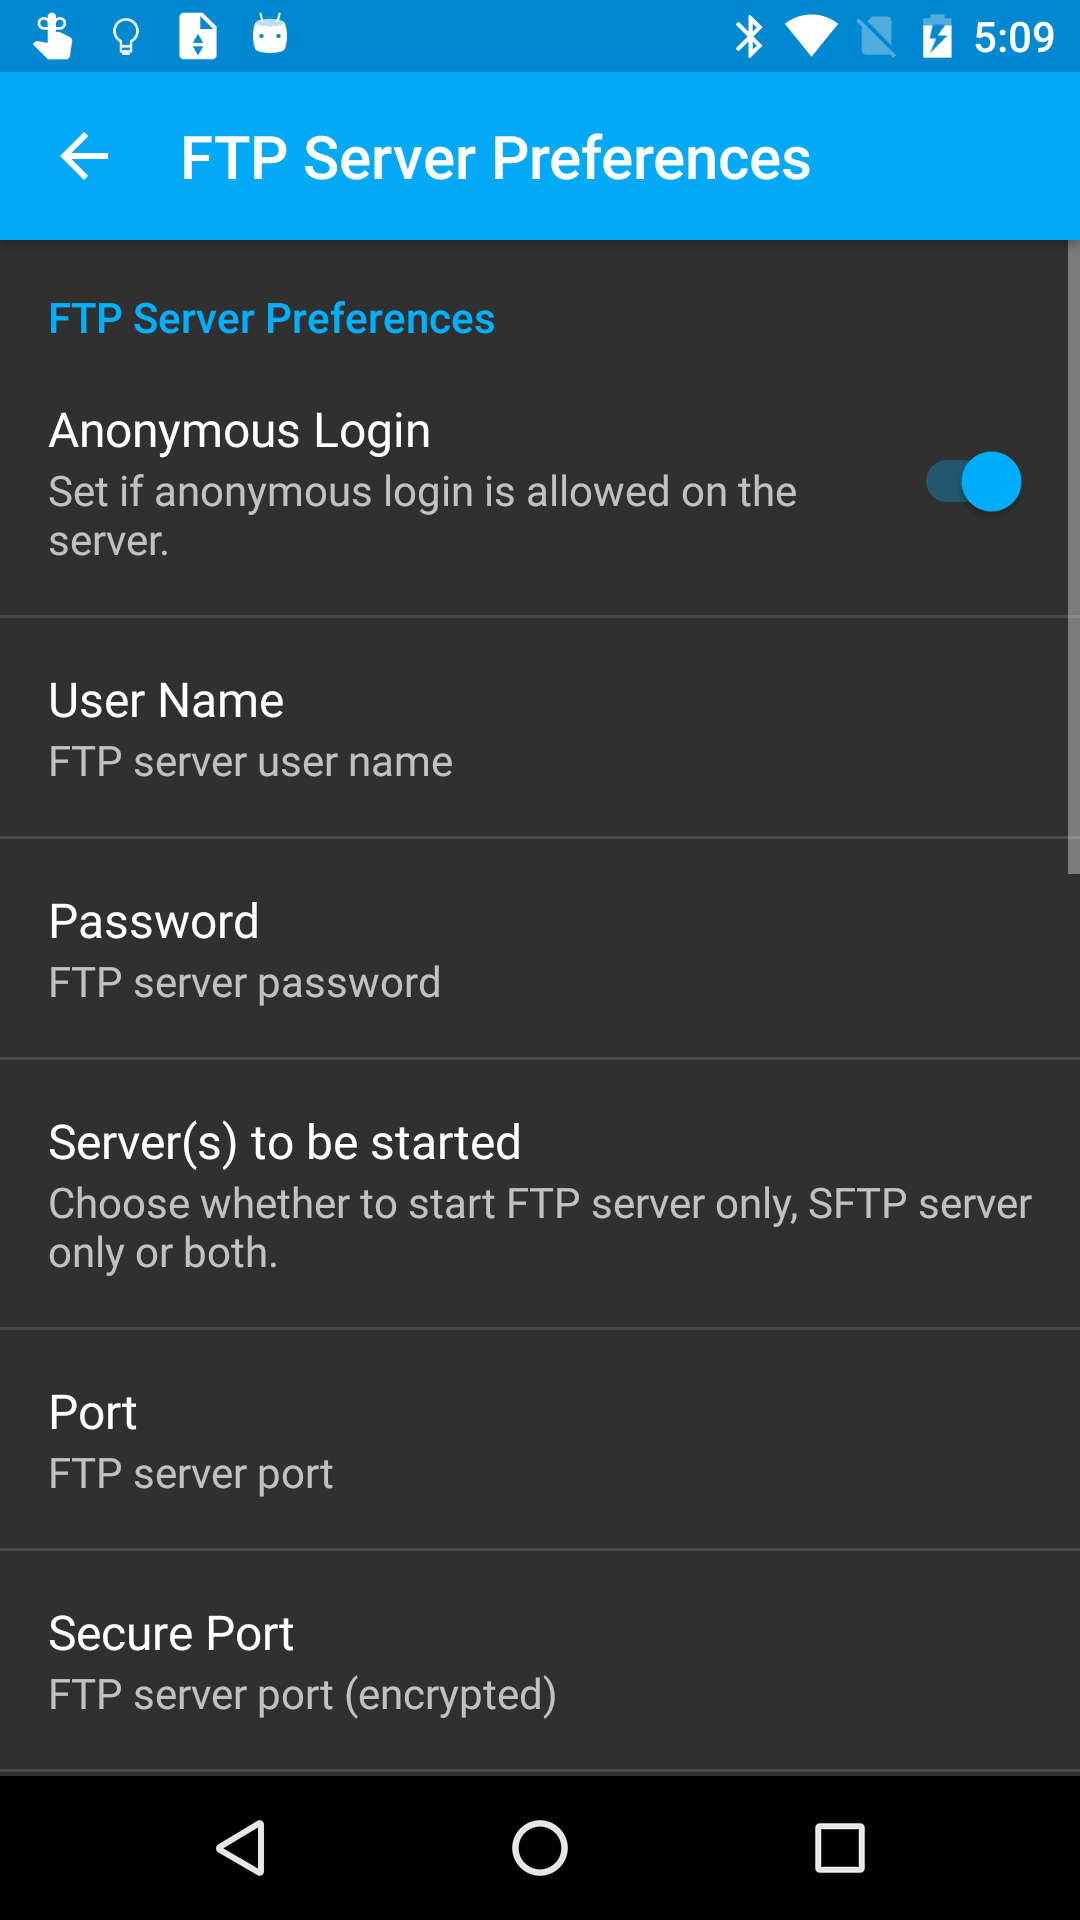 5:09
FTP Server Preferences
FTP Server Preferences
Anonymous Login
Set if anonymous login is allowed on the
server.
User Name
FTP server user name
Password
FTP server password
Server(s) to be started
Choose whether to start FTP server only, SFTP server
only or both.
Port
FTP server port
Secure Port
FTP server port (encrypted)